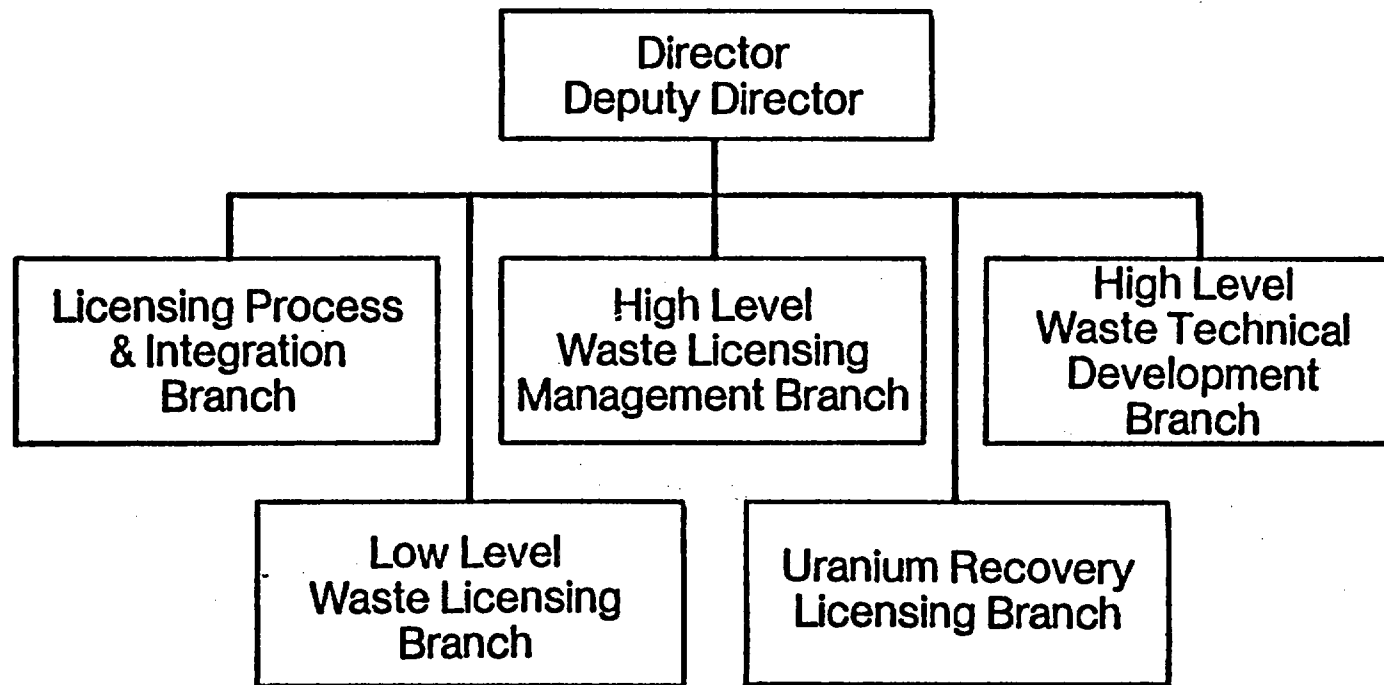 Director
Deputy Director
Licensing Process
& Integration
Branch
High Level
Waste Licensing
Management Branch
High Level
Waste Technical
Development
Branch
Low Level
Waste Licensing
Branch
Uranium Recovery
Licensing Branch